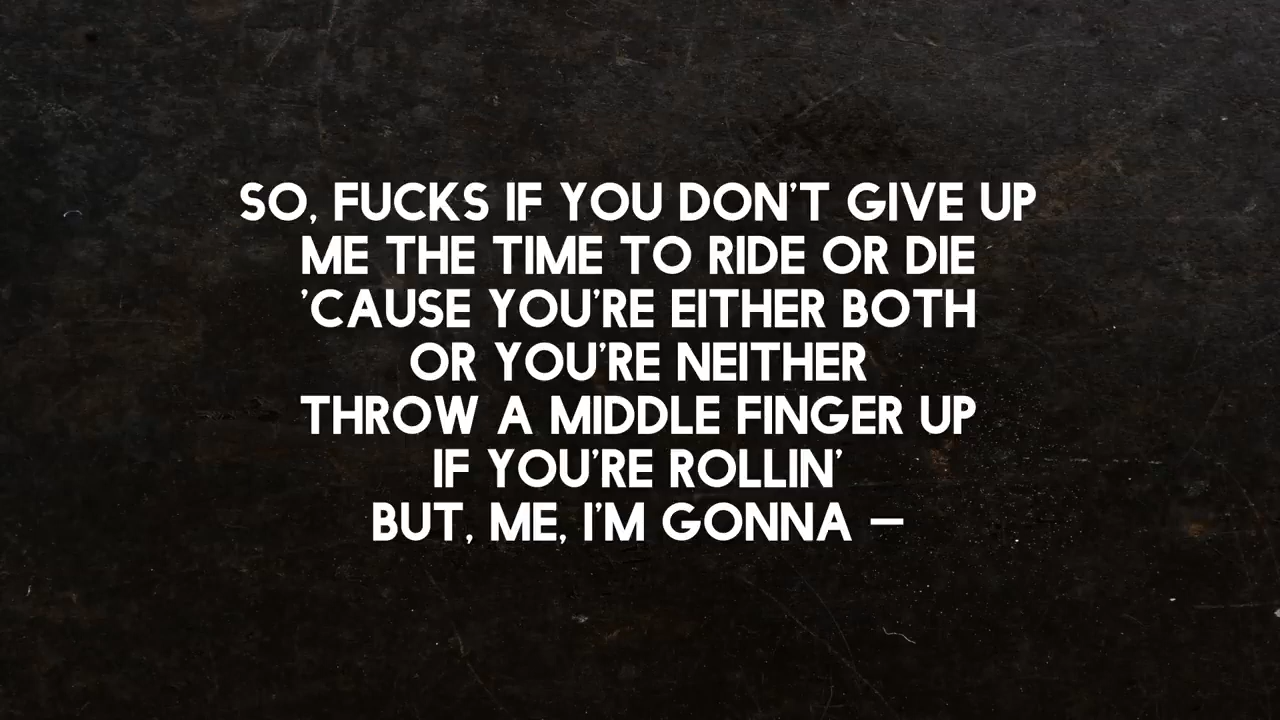 SO, FUCKS IF YOU DON'T GIVE UP
ME THE TIME TO RIDE OR DIE
'CAUSE YOU'RE EITHER BOTH
OR YOU'RE NEITHER
THROW A MIDDLE FINGER UP
IF YOU'RE ROLLIN'
BUT, ME, I'M GONNA —